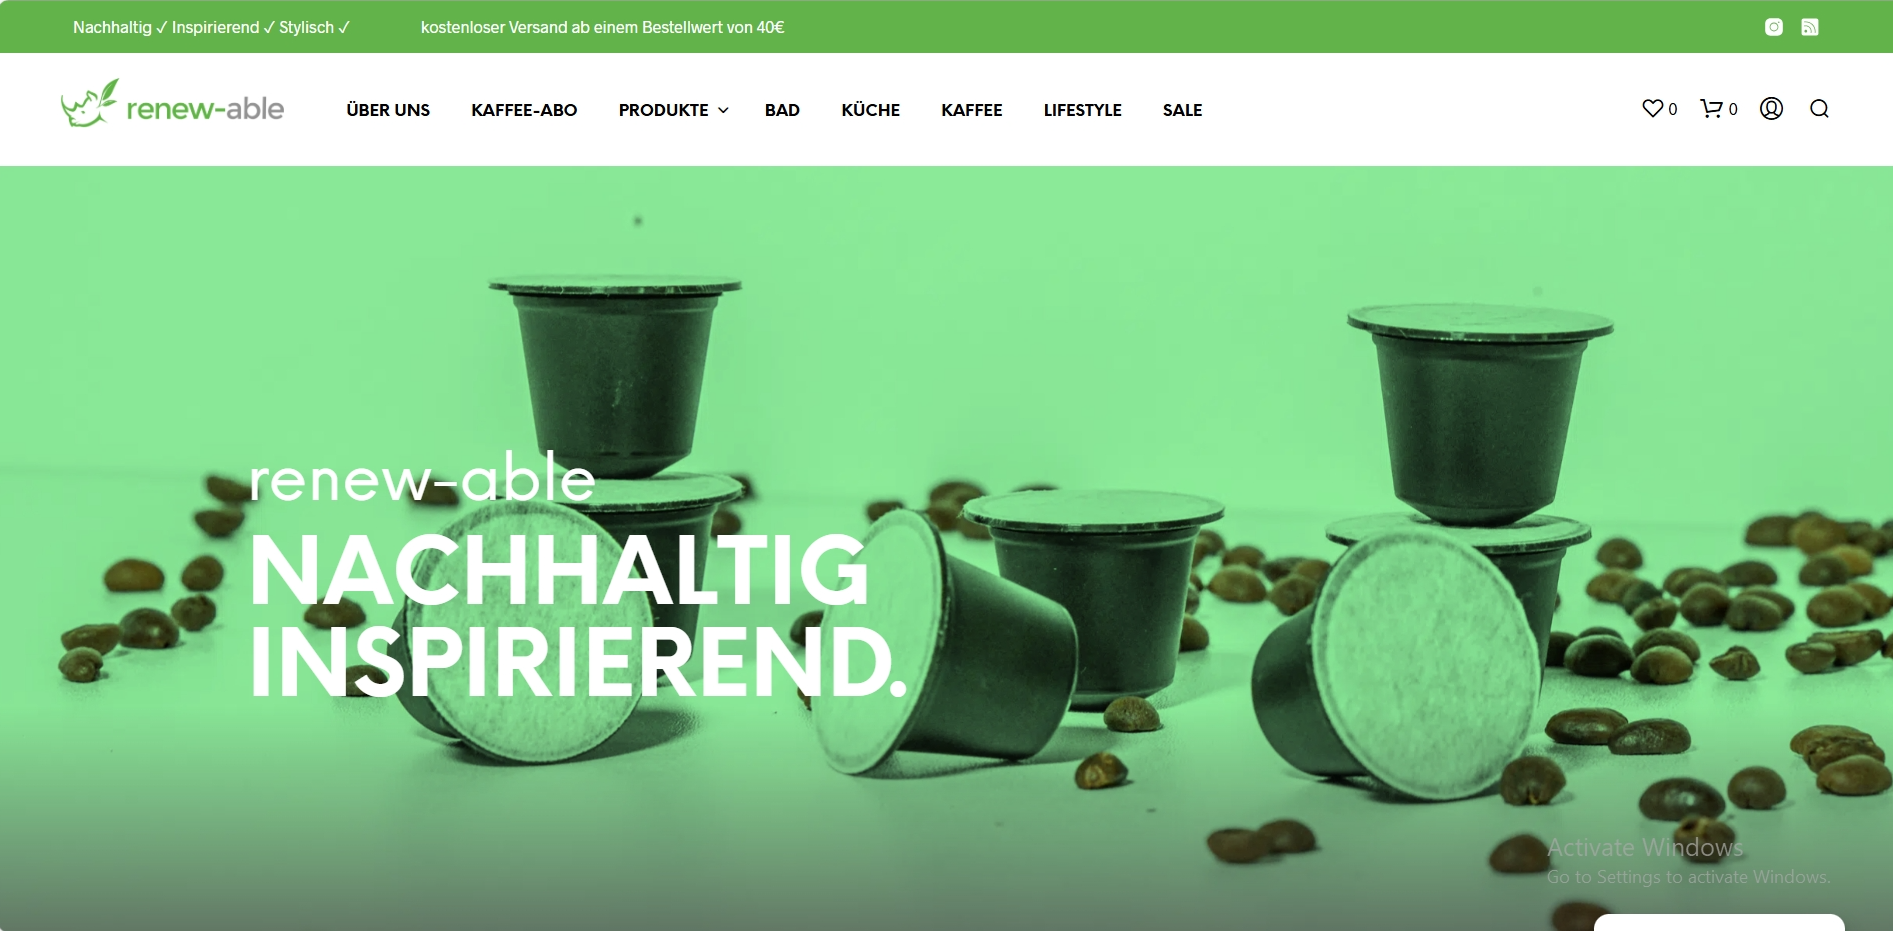 Nachhaltig ✓ Inspirierend ✓ Stylisch ✓ kostenloser Versand ab einem Bestellwert von 40€
renew-able ÜBER UNS KAFFEE-ABO PRODUKTE BAD KÜCHE KAFFEE LIFESTYLE SALE 0 0
renew-able
NACHHALTIG
INSPIRIEREND.
Activate Windows
Go to Settings to activate Windows.